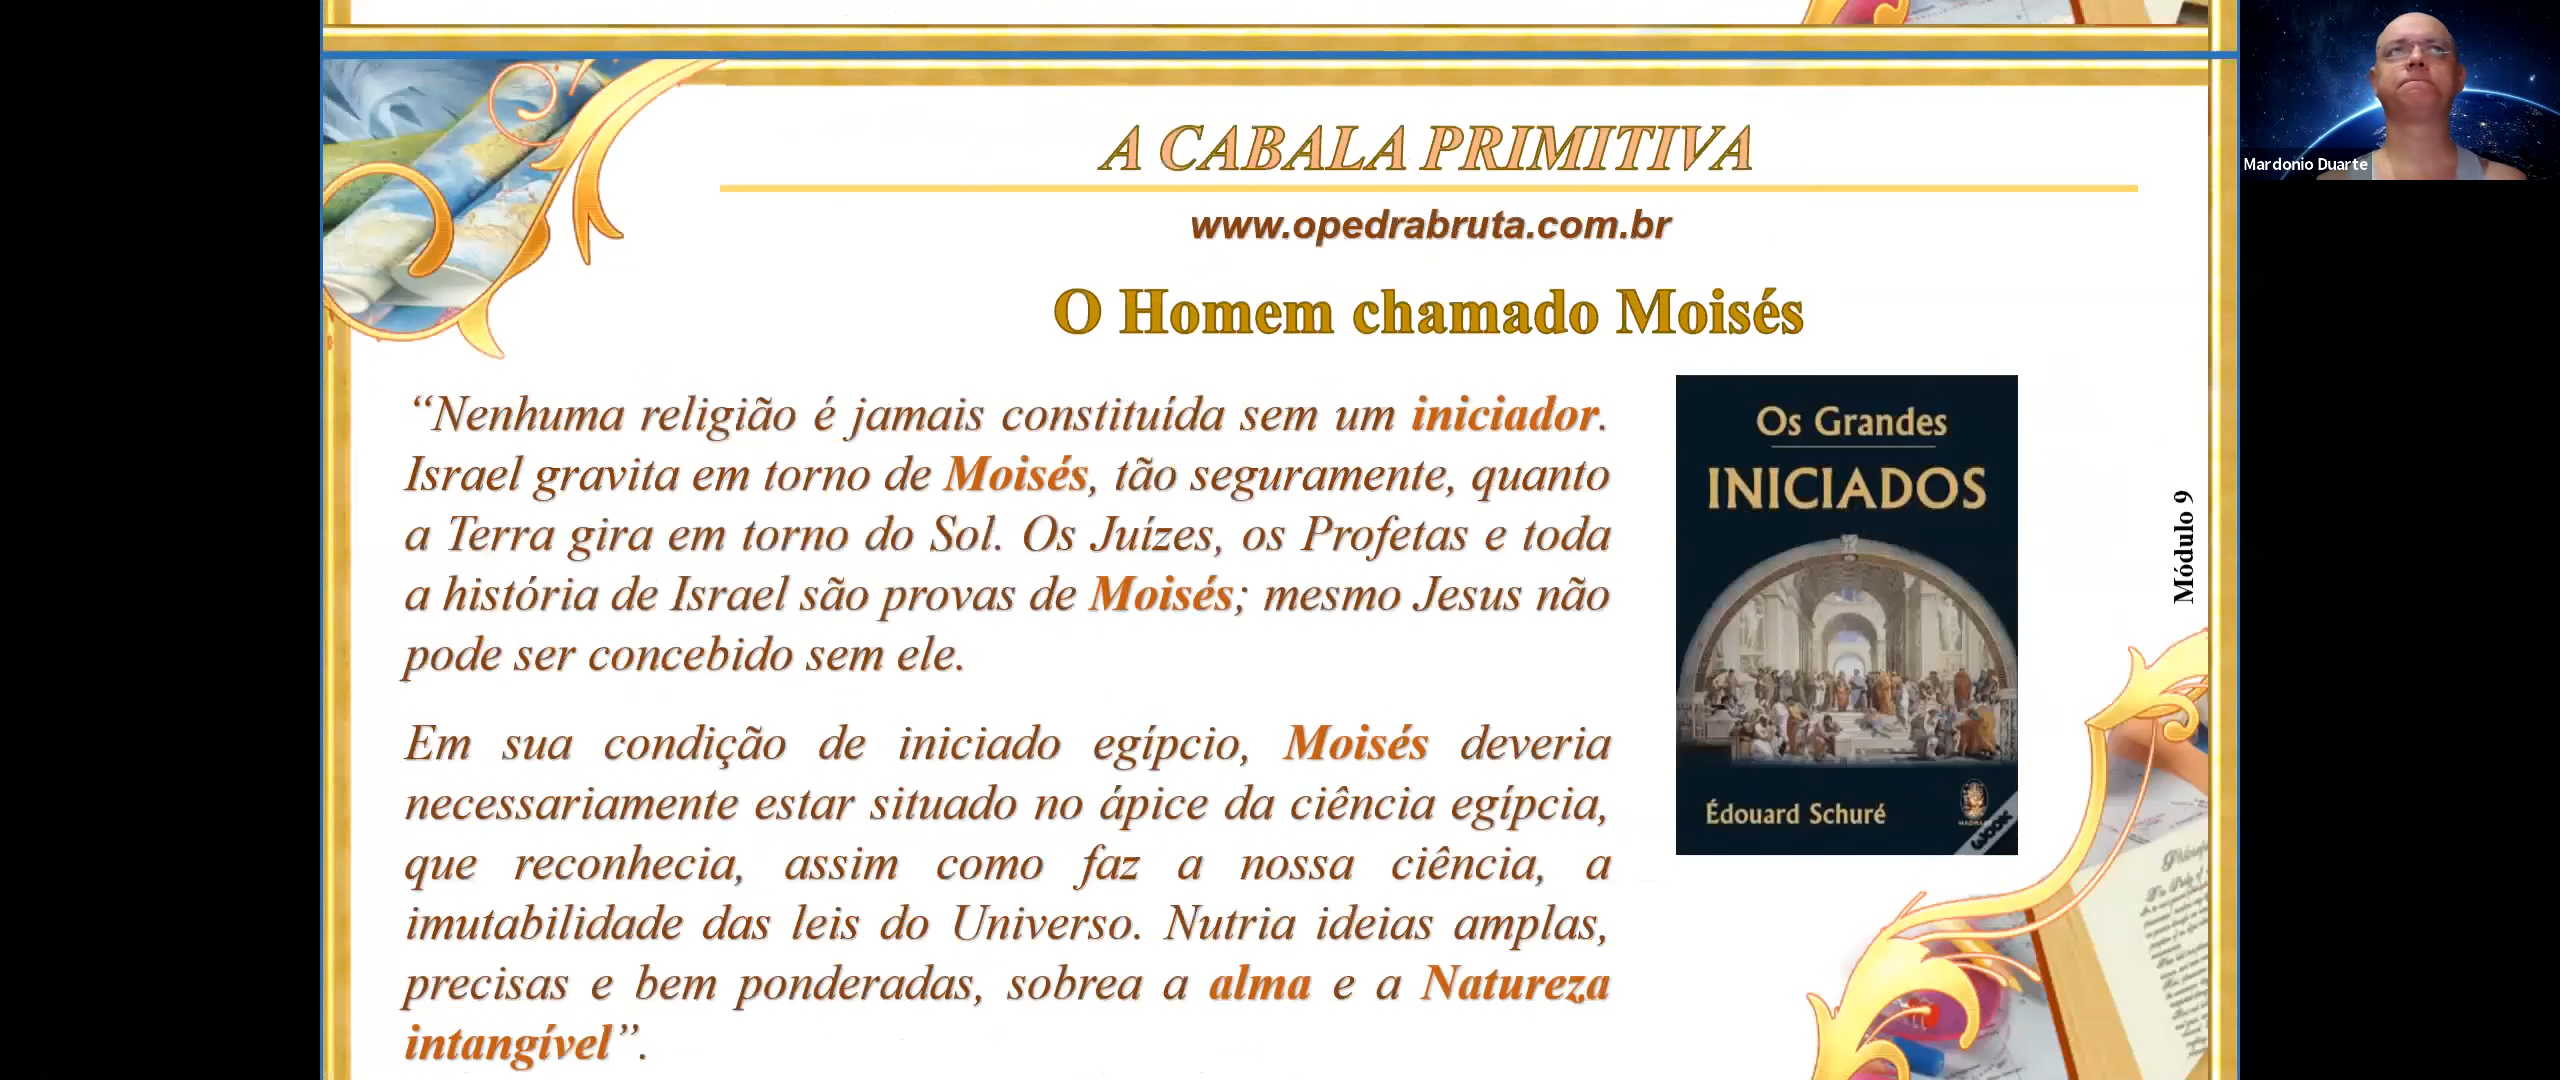 A CABALA PRIMITIVA
www.opedrabruta.com.br
O Homem chamado Moisés
“Nenhuma religião é jamais constituída sem um iniciador.
Israel gravita em torno de Moisés, tão seguramente, quanto
a Terra gira em torno do Sol. Os Juízes, os Profetas e toda
a história de Israel são provas de Moisés; mesmo Jesus não
pode ser concebido sem ele.
Em sua condição de iniciado egípcio, Moisés deveria
necessariamente estar situado no ápice da ciência egípcia,
que reconhecia, assim como faz a nossa ciência, a
imutabilidade das leis do Universo. Nutria ideias amplas,
precisas e bem ponderadas, sobrea a alma e a Natureza
intangível”.
Os Grandes
INICIADOS
Édouard Schuré
MADRAS
Módulo 9
Mardonio Duarte